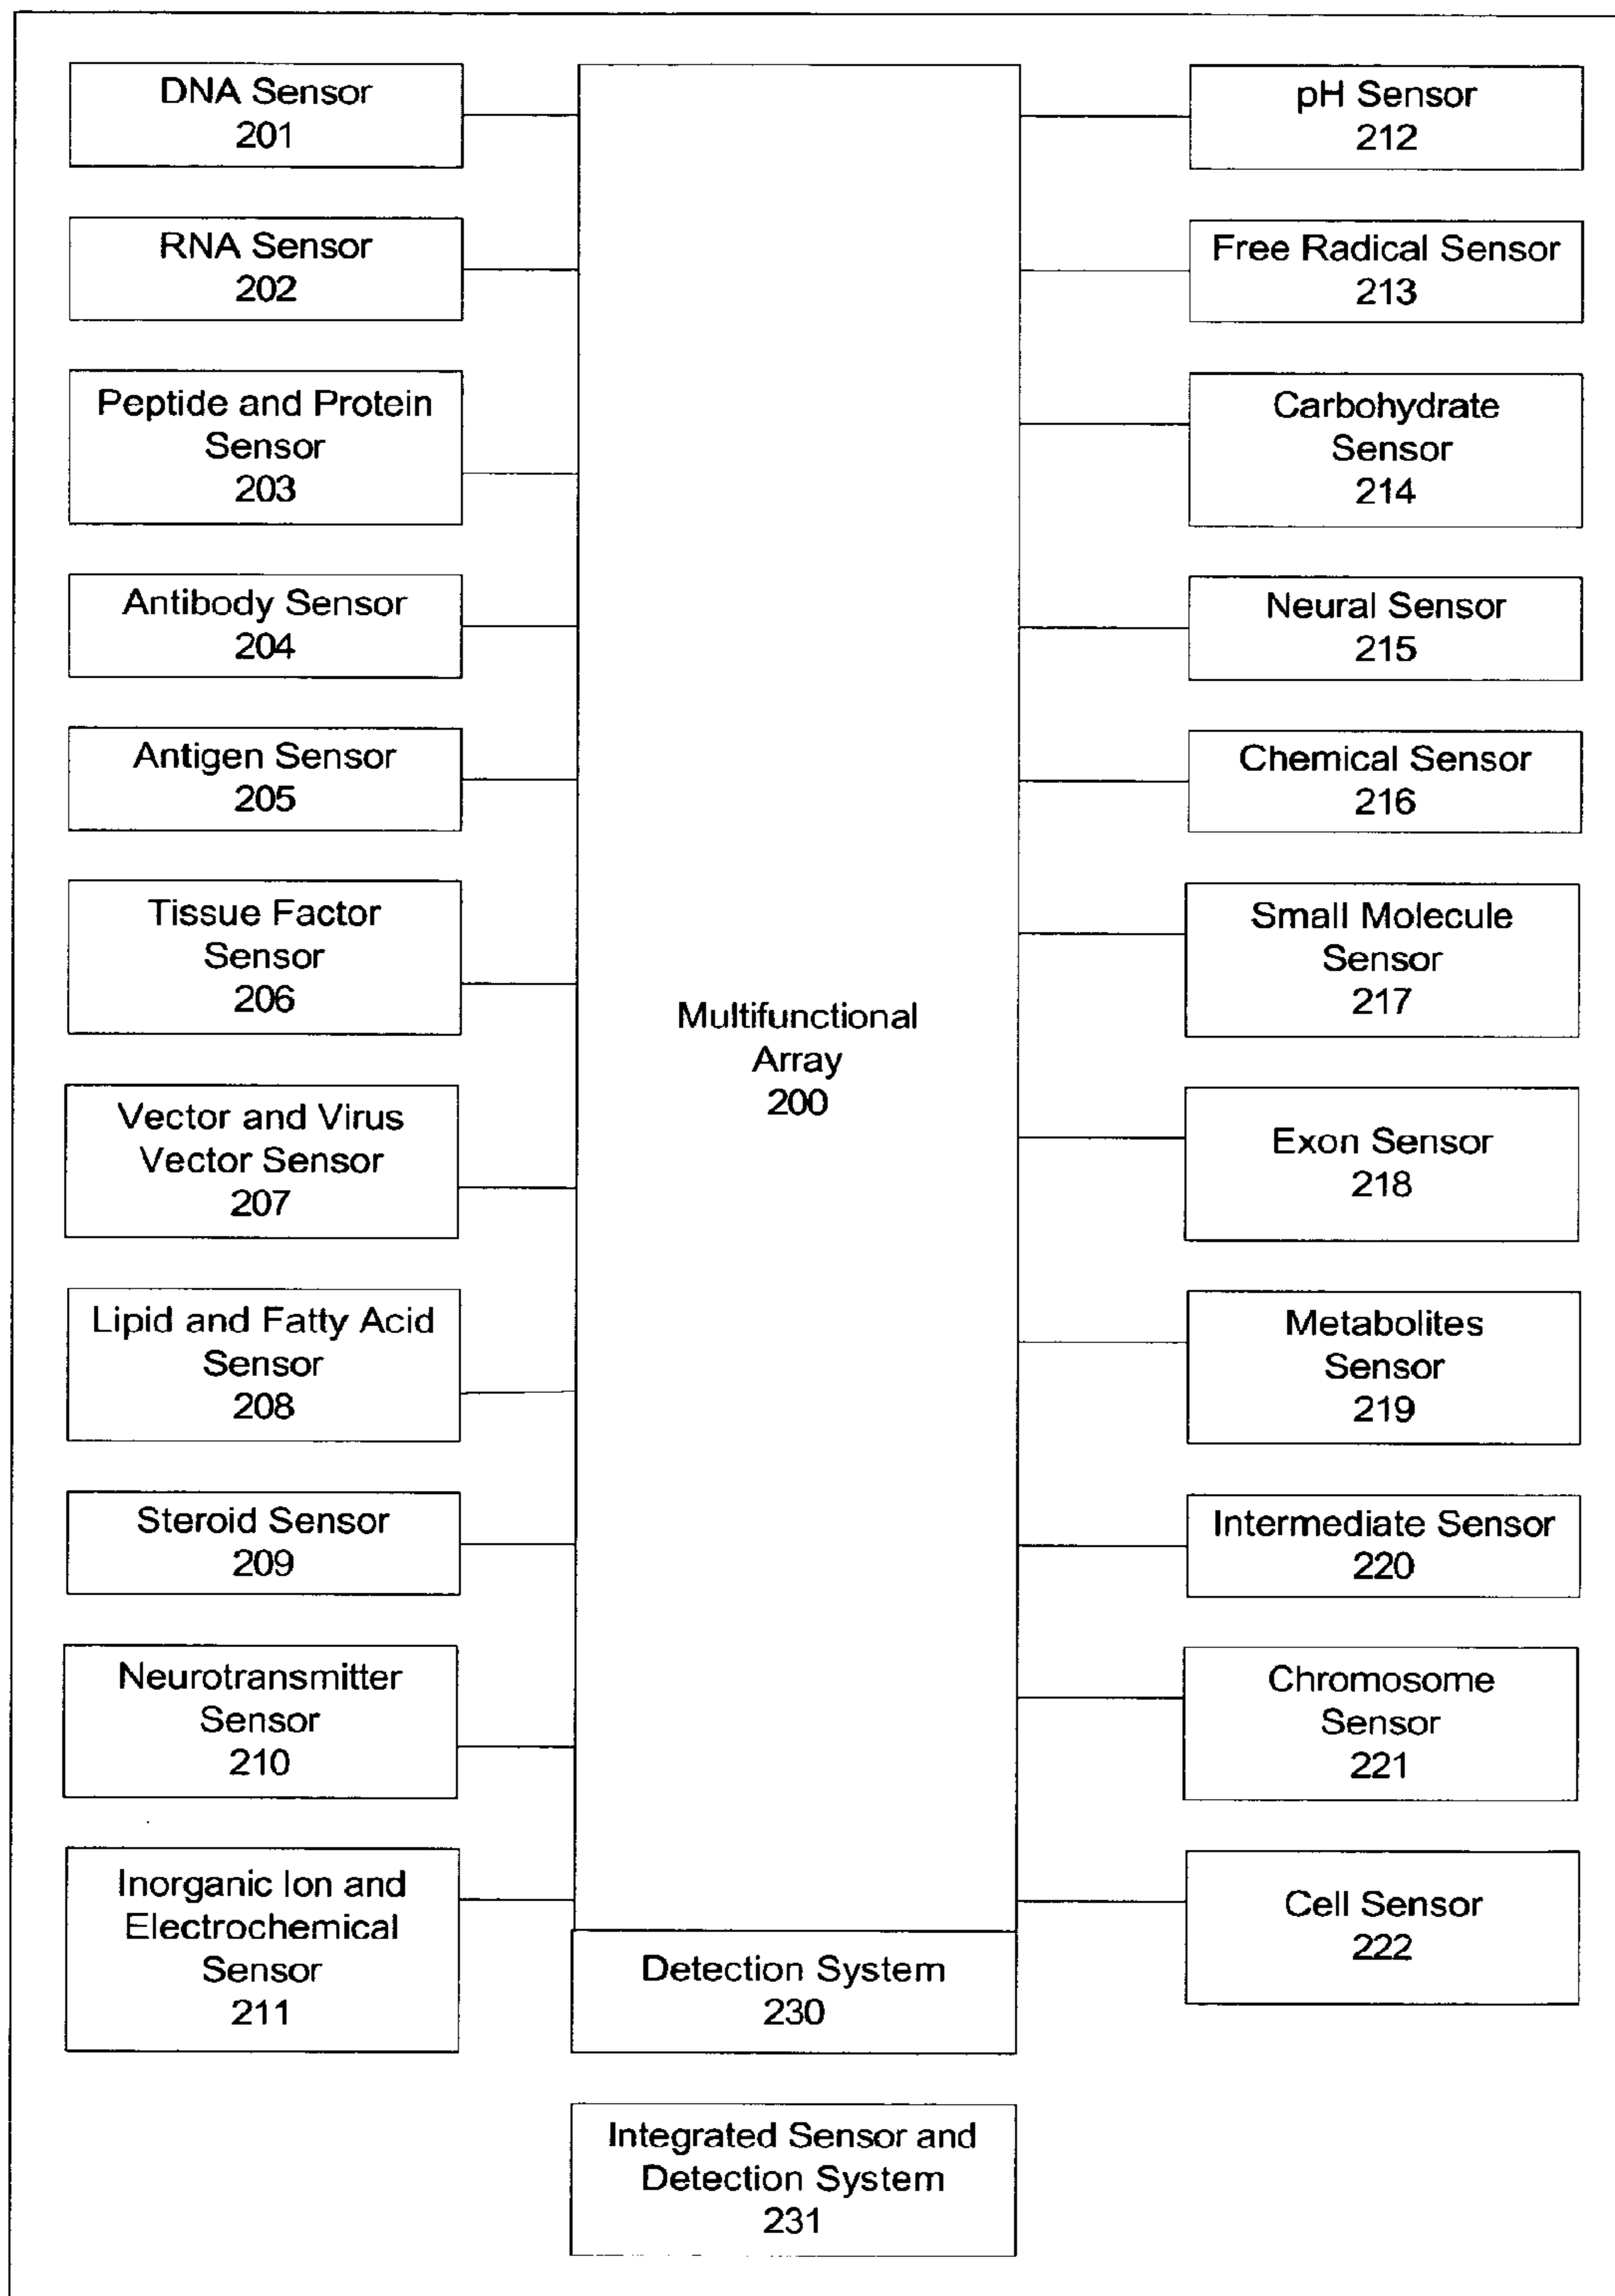 DNA Sensor
201
RNA Sensor
202
Peptide and Protein
Sensor
203
Antibody Sensor
204
Antigen Sensor
205
Tissue Factor
Sensor
206
Vector and Virus
Vector Sensor
207
Lipid and Fatty Acid
Sensor
208
Steroid Sensor
209
Neurotransmitter
Sensor
210
Inorganic Ion and
Electrochemical
Sensor
211
Multifunctional
Array
200
Detection System
230
Integrated Sensor and
Detection System
231
pH Sensor
212
Free Radical Sensor
213
Carbohydrate
Sensor
214
Neural Sensor
215
Chemical Sensor
216
Small Molecule
Sensor
217
Exon Sensor
218
Metabolites
Sensor
219
Intermediate Sensor
220
Chromosome
Sensor
221
Cell Sensor
222